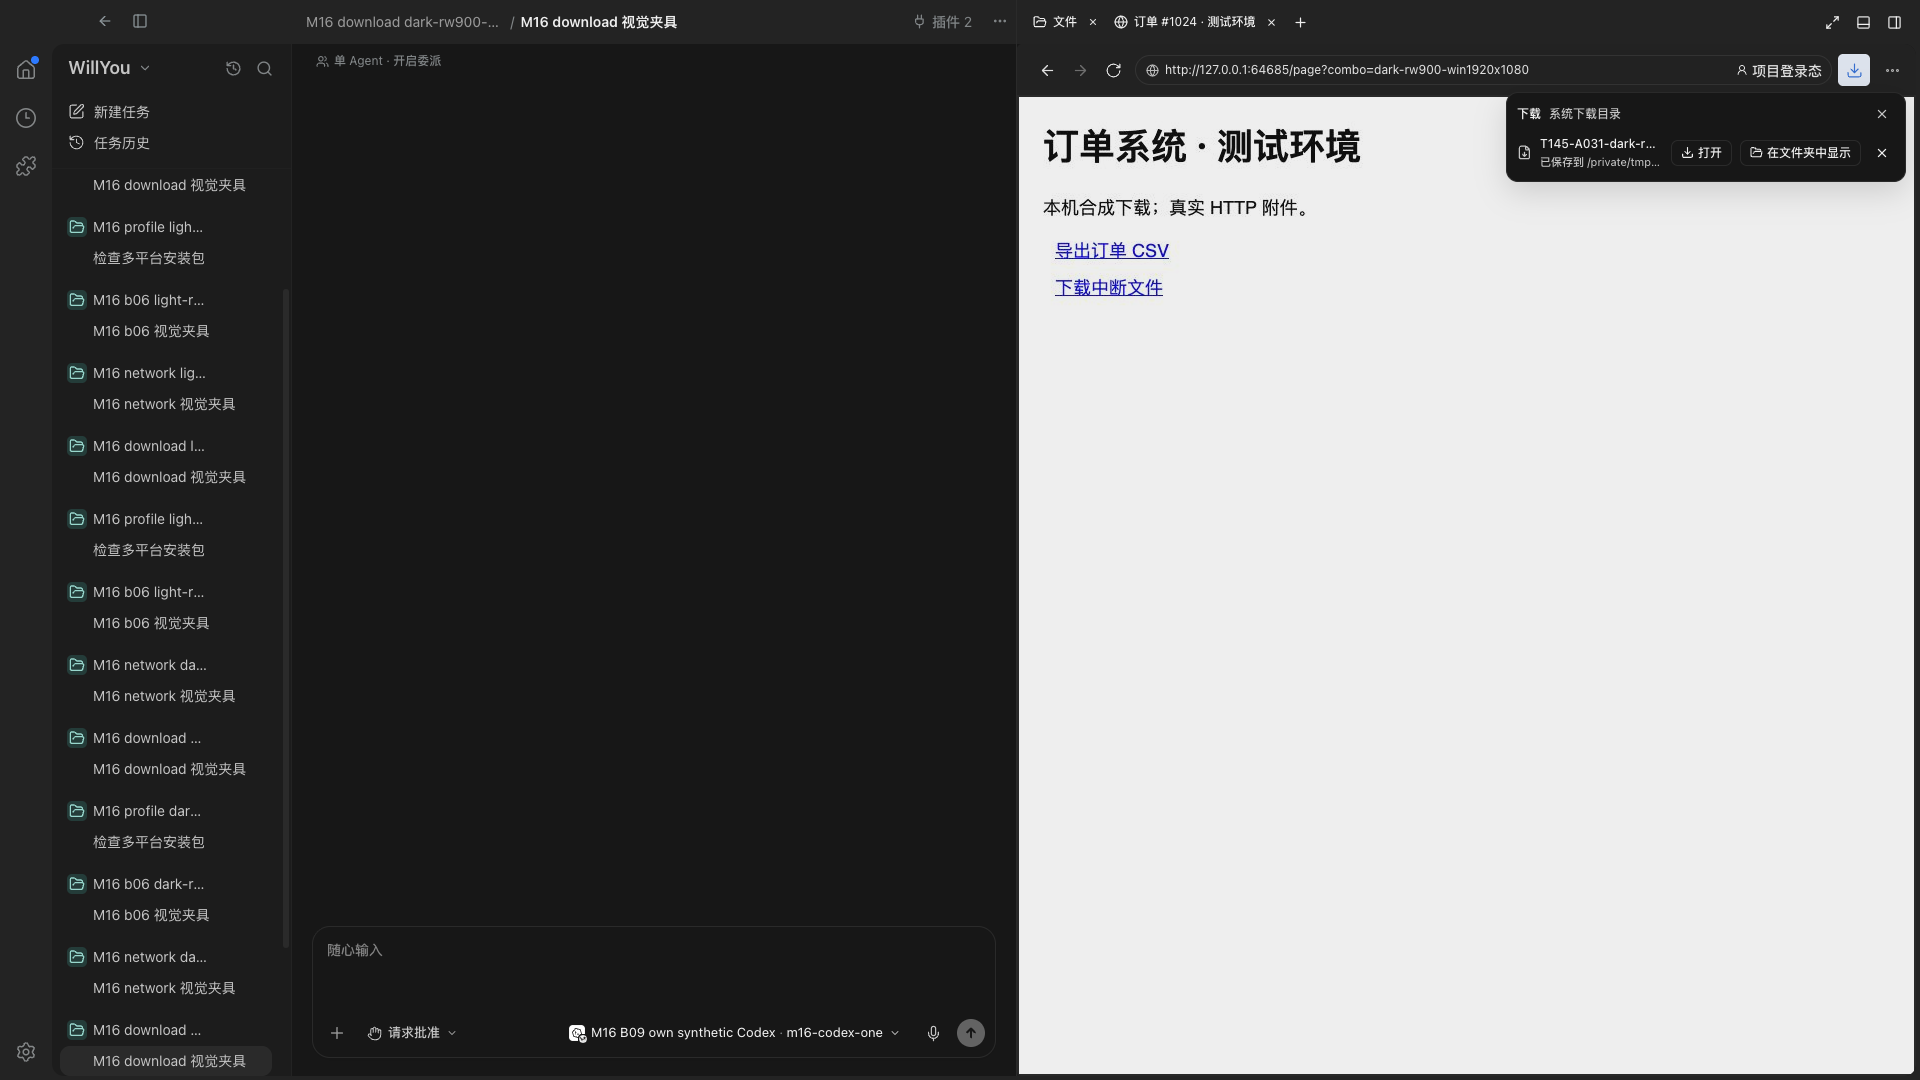 M16 download dark-rw900-... / M16 download 视觉夹具
插件 2
文件
订单 #1024 · 测试环境
WillYou
新建任务
任务历史
M16 download 视觉夹具
M16 profile ligh...
检查多平台安装包
M16 b06 light-r...
M16 b06 视觉夹具
M16 network lig...
M16 network 视觉夹具
M16 download l...
M16 download 视觉夹具
M16 profile ligh...
检查多平台安装包
M16 b06 light-r...
M16 b06 视觉夹具
M16 network da...
M16 network 视觉夹具
M16 download ...
M16 download 视觉夹具
M16 profile dar...
检查多平台安装包
M16 b06 dark-r...
M16 b06 视觉夹具
M16 network da...
M16 network 视觉夹具
M16 download ...
M16 download 视觉夹具
单 Agent · 开启委派
随心输入
请求批准
M16 B09 own synthetic Codex · m16-codex-one
http://127.0.0.1:64685/page?combo=dark-rw900-win1920x1080
项目登录态
下载 系统下载目录
T145-A031-dark-r...
已保存到 /private/tmp...
打开
在文件夹中显示
订单系统 · 测试环境
本机合成下载；真实 HTTP 附件。
导出订单 CSV
下载中断文件